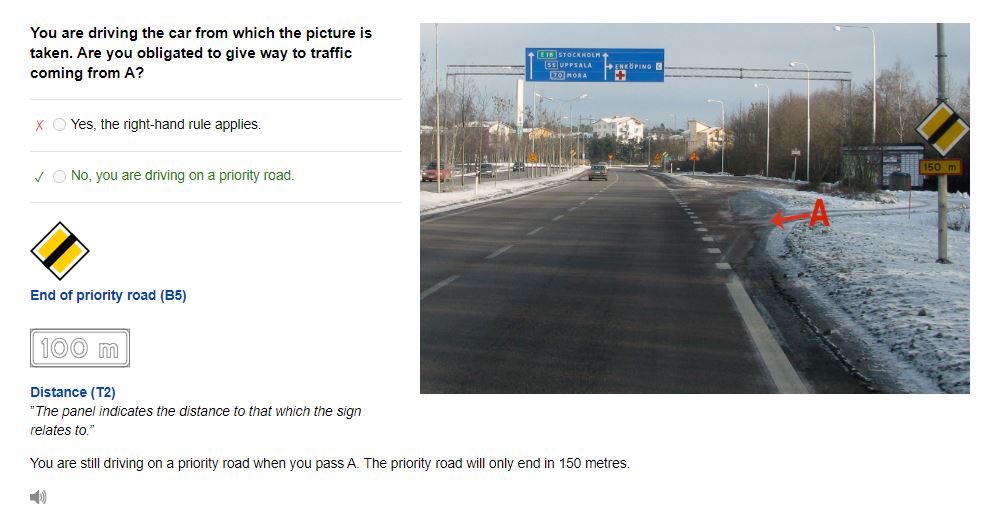 You are driving the car from which the picture is
taken. Are you obligated to give way to traffic
coming from A?
Yes, the right-hand rule applies.
No, you are driving on a priority road.
End of priority road (B5)
100 m
Distance (T2)
"The panel indicates the distance to that which the sign
relates to."
You are still driving on a priority road when you pass A. The priority road will only end in 150 metres.
E18 STOCKHOLM
55 UPPSALA
70 MORA
ENKÖPING C
150 m
A